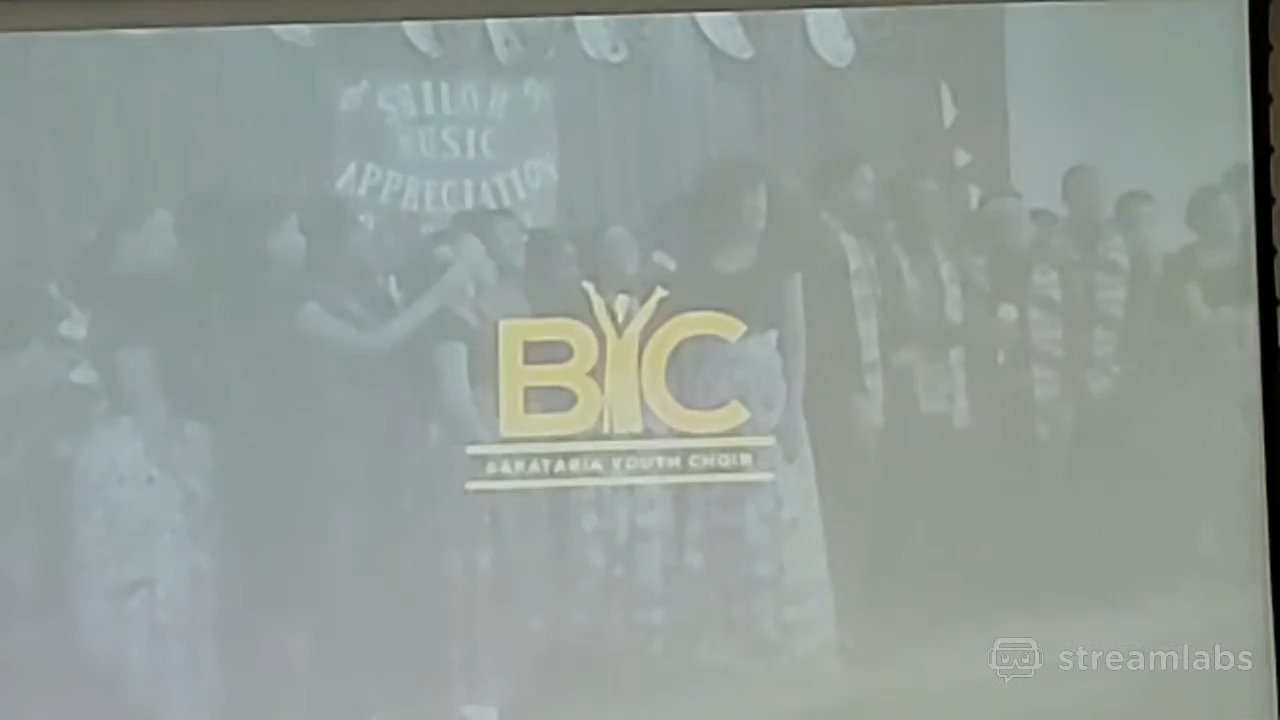 SHILOH'S
MUSIC
APPRECIATION
BYC
BARATARIA YOUTH CHOIR
streamlabs